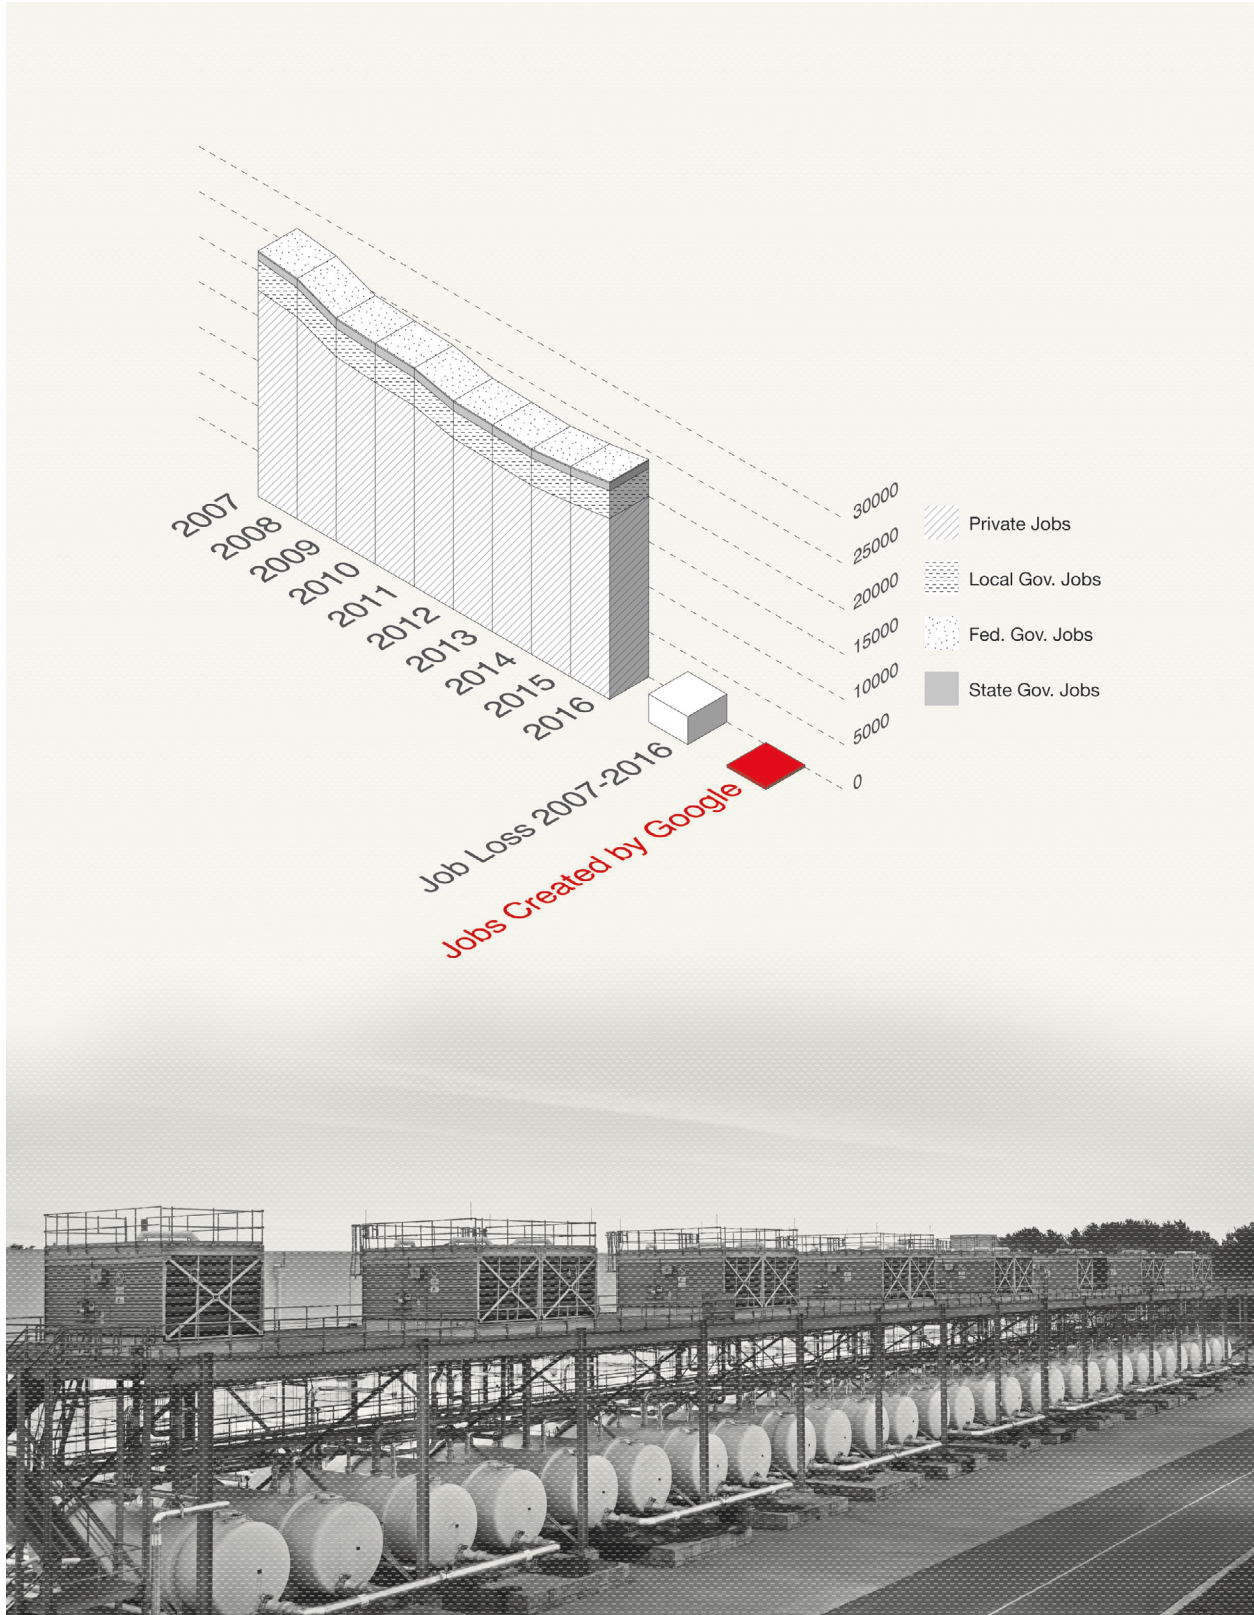 30000
25000
20000
15000
10000
5000
0
Private Jobs
Local Gov. Jobs
Fed. Gov. Jobs
State Gov. Jobs
2007
2008
2009
2010
2011
2012
2013
2014
2015
2016
Job Loss 2007-2016
Jobs Created by Google